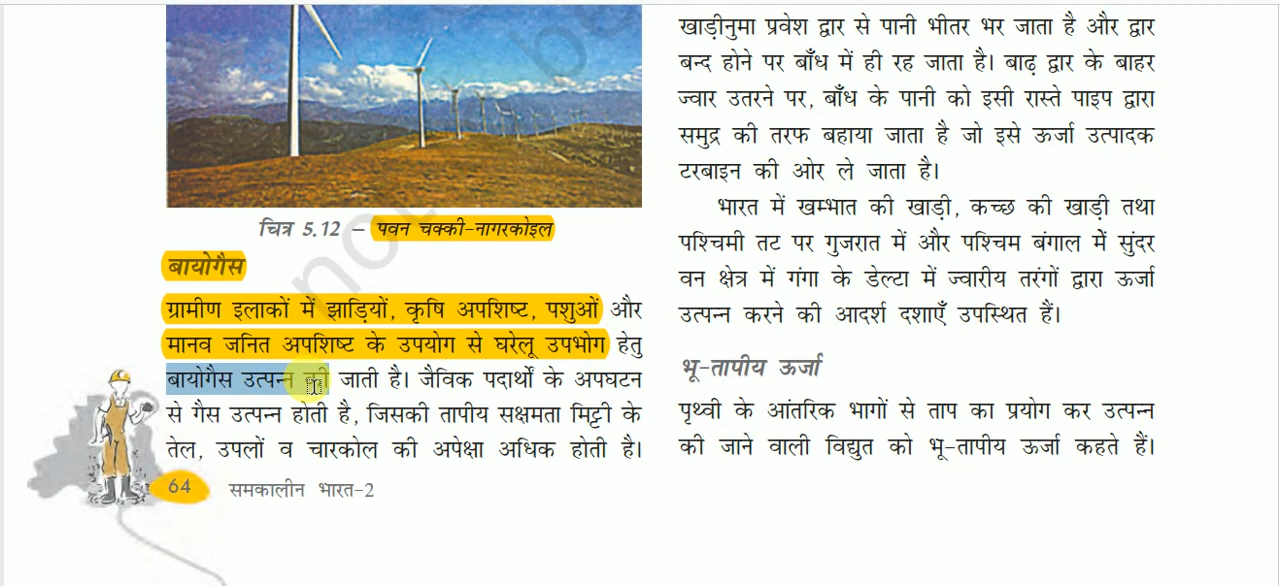 चित्र 5.12 – पवन चक्की-नागरकोइल
बायोगैस
ग्रामीण इलाकों में झाड़ियों, कृषि अपशिष्ट, पशुओं और
मानव जनित अपशिष्ट के उपयोग से घरेलू उपभोग हेतु
बायोगैस उत्पन्न की जाती है। जैविक पदार्थों के अपघटन
से गैस उत्पन्न होती है, जिसकी तापीय सक्षमता मिट्टी के
तेल, उपलों व चारकोल की अपेक्षा अधिक होती है।
64 समकालीन भारत-2
खाड़ीनुमा प्रवेश द्वार से पानी भीतर भर जाता है और द्वार
बन्द होने पर बाँध में ही रह जाता है। बाढ़ द्वार के बाहर
ज्वार उतरने पर, बाँध के पानी को इसी रास्ते पाइप द्वारा
समुद्र की तरफ बहाया जाता है जो इसे ऊर्जा उत्पादक
टरबाइन की ओर ले जाता है।
भारत में खम्भात की खाड़ी, कच्छ की खाड़ी तथा
पश्चिमी तट पर गुजरात में और पश्चिम बंगाल में सुंदर
वन क्षेत्र में गंगा के डेल्टा में ज्वारीय तरंगों द्वारा ऊर्जा
उत्पन्न करने की आदर्श दशाएँ उपस्थित हैं।
भू-तापीय ऊर्जा
पृथ्वी के आंतरिक भागों से ताप का प्रयोग कर उत्पन्न
की जाने वाली विद्युत को भू-तापीय ऊर्जा कहते हैं।
not be